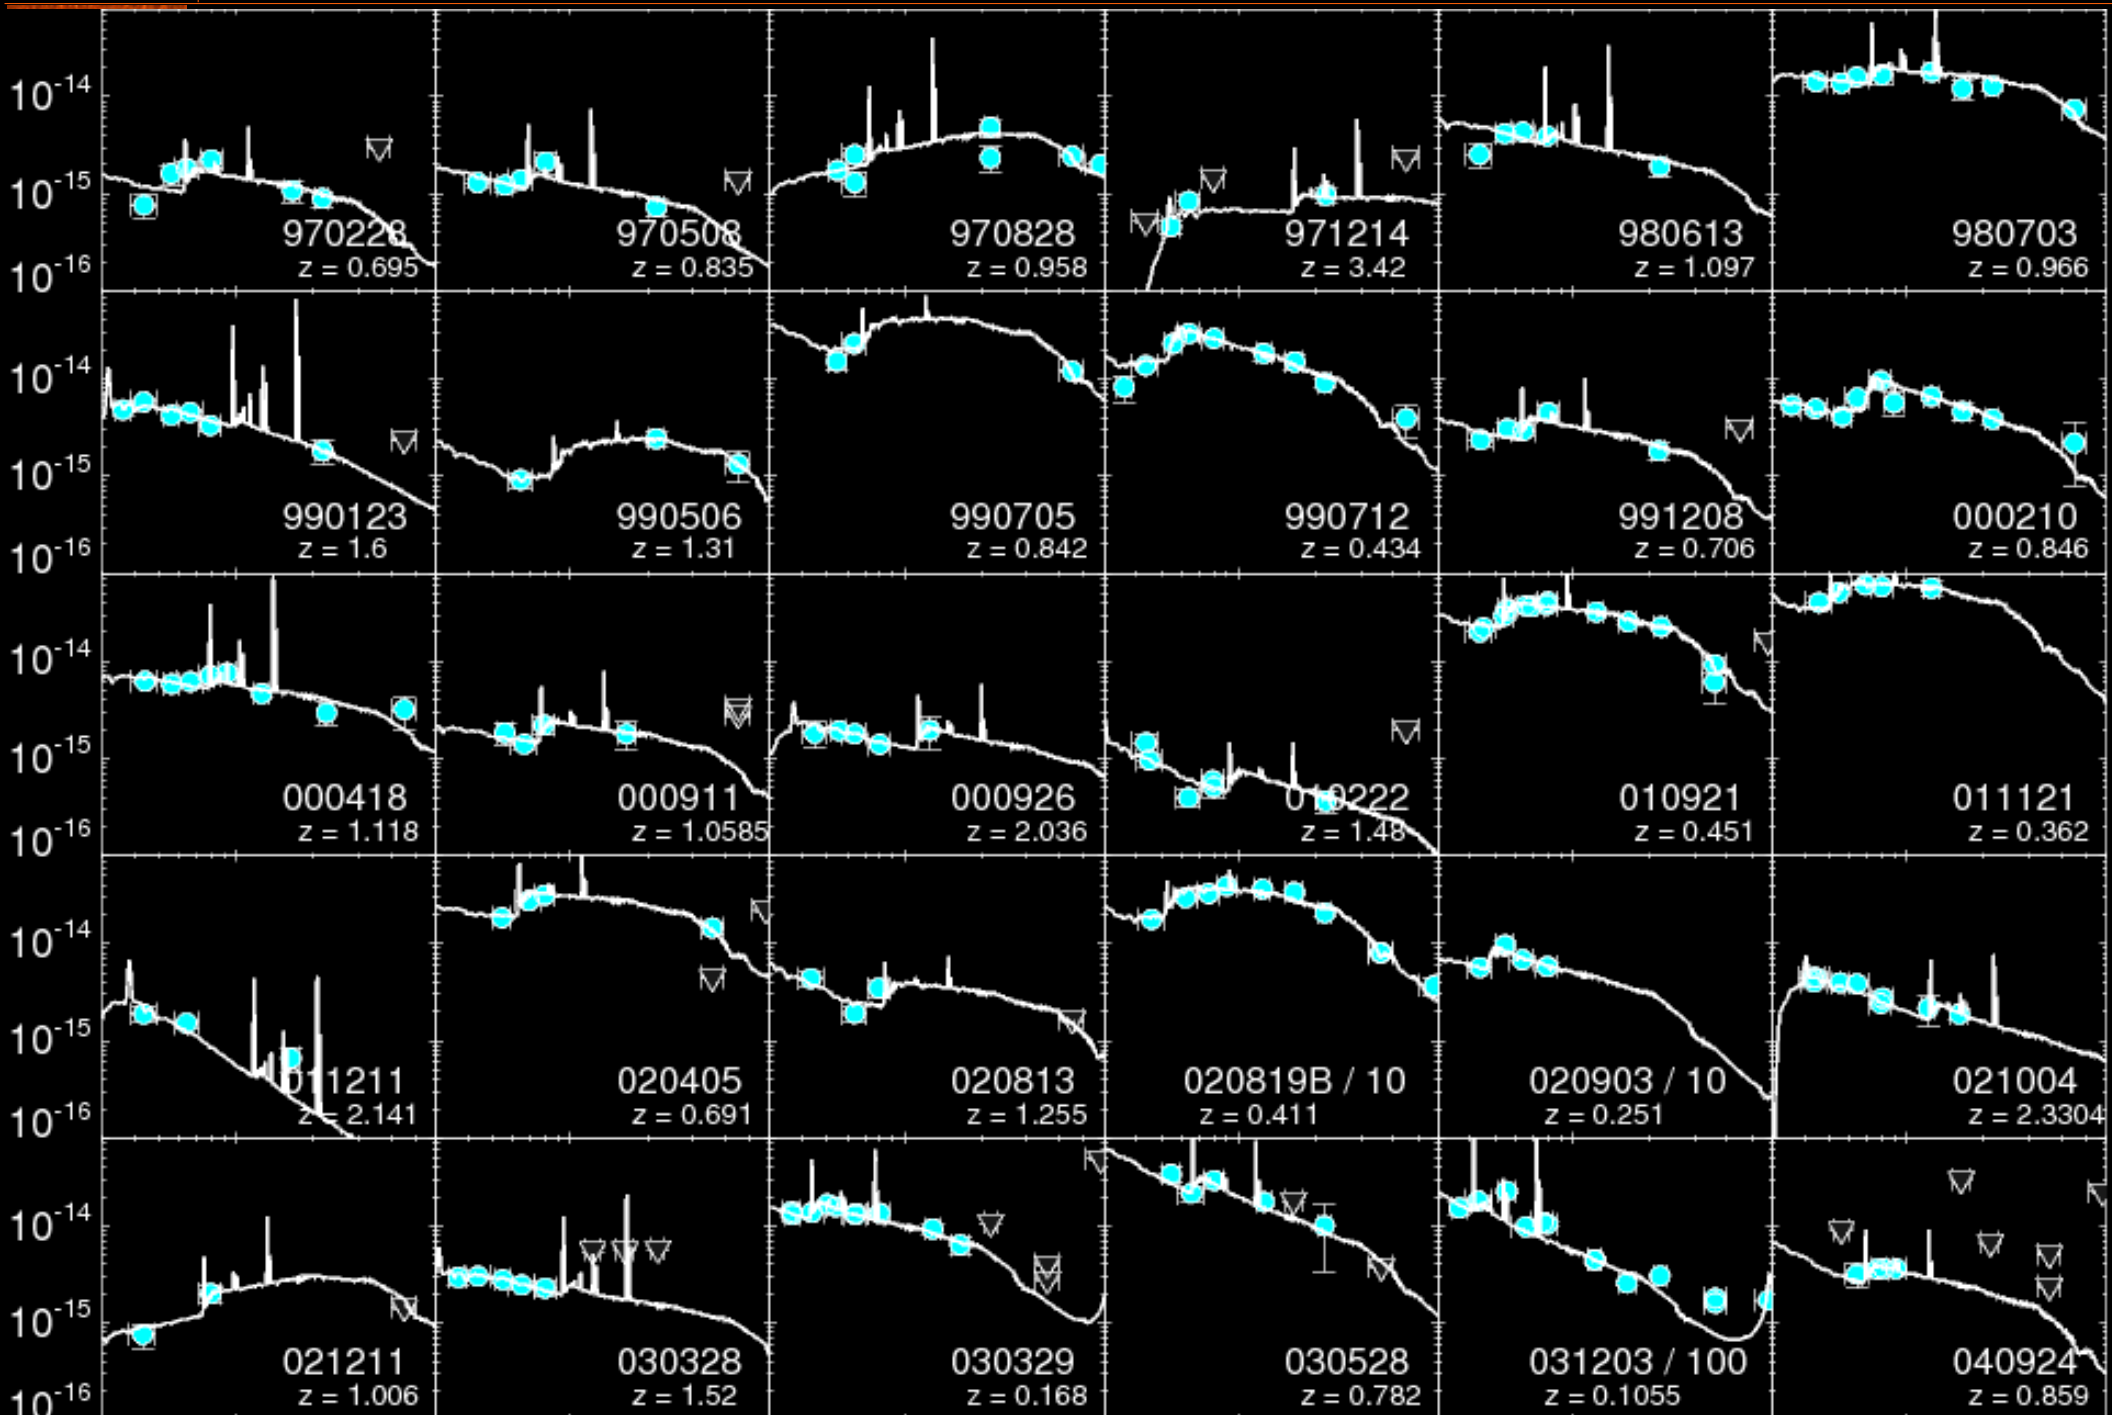 10-14
970228
970508
970828
971214
980613
980703
10-15
z = 0.695
z = 0.835
z = 0.958
z = 3.42
z = 1.097
z = 0.966
10-16
10-14
990123
990506
990705
990712
991208
000210
10-15
z = 1.6
z = 1.31
z = 0.842
z = 0.434
z = 0.706
z = 0.846
10-16
10-14
000418
000911
000926
010222
010921
011121
10-15
z = 1.118
z = 1.0585
z = 2.036
z = 1.48
z = 0.451
z = 0.362
10-16
10-14
011211
020405
020813
020819B / 10
020903 / 10
021004
10-15
z = 2.141
z = 0.691
z = 1.255
z = 0.411
z = 0.251
z = 2.3304
10-16
10-14
021211
030328
030329
030528
031203 / 100
040924
10-15
z = 1.006
z = 1.52
z = 0.168
z = 0.782
z = 0.1055
z = 0.859
10-16